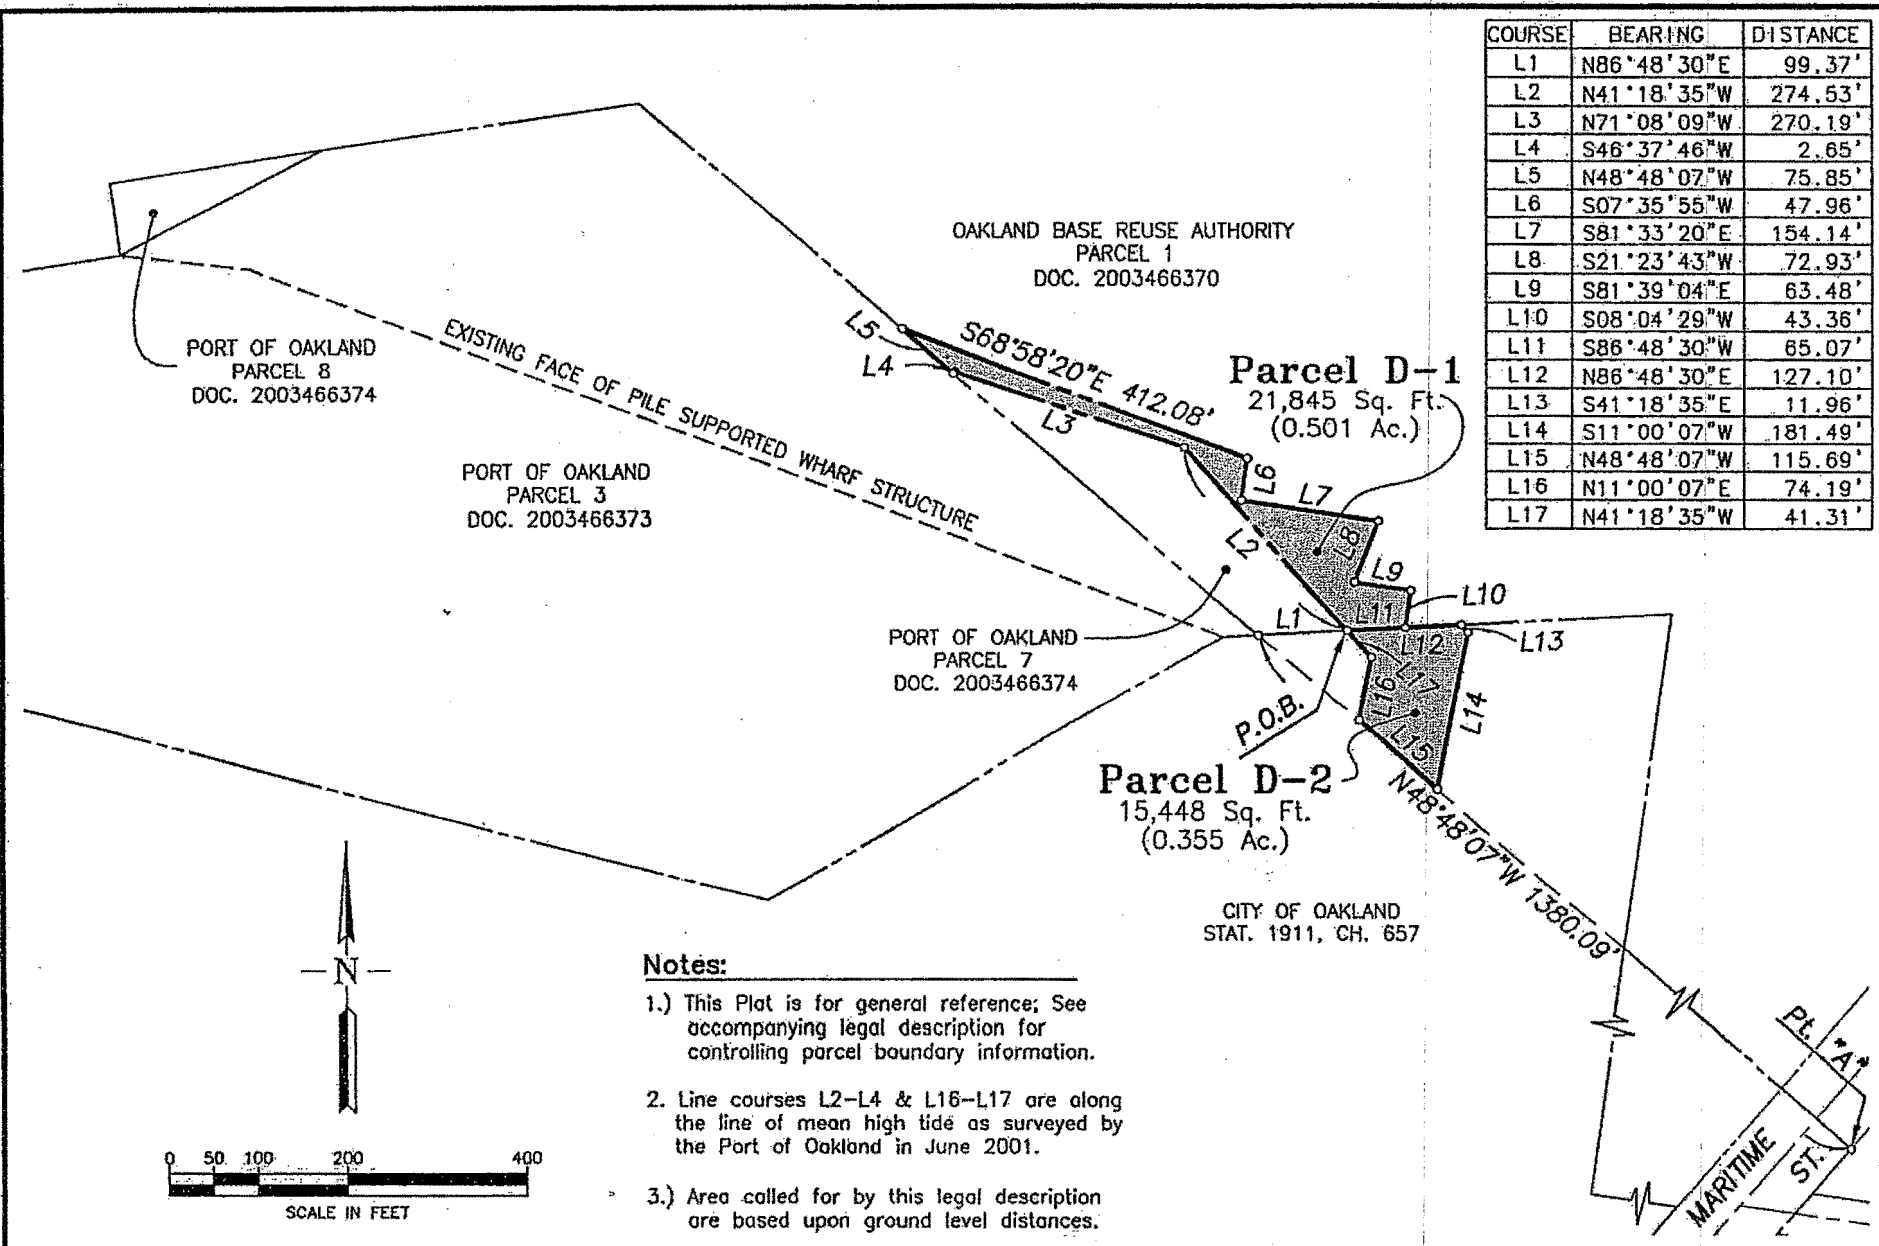 COURSE BEARING DISTANCE
L1 N86°48'30"E 99.37'
L2 N41°18'35"W 274.53'
L3 N71°08'09"W 270.19'
L4 S46°37'46"W 2.65'
L5 N48°48'07"W 75.85'
L6 S07°35'55"W 47.96'
L7 S81°33'20"E 154.14'
L8 S21°23'43"W 72.93'
L9 S81°39'04"E 63.48'
L10 S08°04'29"W 43.36'
L11 S86°48'30"W 65.07'
L12 N86°48'30"E 127.10'
L13 S41°18'35"E 11.96'
L14 S11°00'07"W 181.49'
L15 N48°48'07"W 115.69'
L16 N11°00'07"E 74.19'
L17 N41°18'35"W 41.31'
OAKLAND BASE REUSE AUTHORITY
PARCEL 1
DOC. 2003466370
PORT OF OAKLAND
PARCEL 8
DOC. 2003466374
EXISTING FACE OF PILE SUPPORTED WHARF STRUCTURE
L5
L4
S68°58'20"E 412.08'
L3
Parcel D-1
21,845 Sq. Ft.
(0.501 Ac.)
PORT OF OAKLAND
PARCEL 3
DOC. 2003466373
L6
L7
L2
L8
L9
L10
L1
L11
L12
L13
PORT OF OAKLAND
PARCEL 7
DOC. 2003466374
L17
L16
L14
L15
P.O.B.
Parcel D-2
15,448 Sq. Ft.
(0.355 Ac.)
N48°48'07"W 1380.09'
CITY OF OAKLAND
STAT. 1911, CH. 657
N
Notes:
1.) This Plat is for general reference; See
accompanying legal description for
controlling parcel boundary information.
2. Line courses L2-L4 & L16-L17 are along
the line of mean high tide as surveyed by
the Port of Oakland in June 2001.
3.) Area called for by this legal description
are based upon ground level distances.
0 50 100 200 400
SCALE IN FEET
Pt. "A"
MARITIME ST.